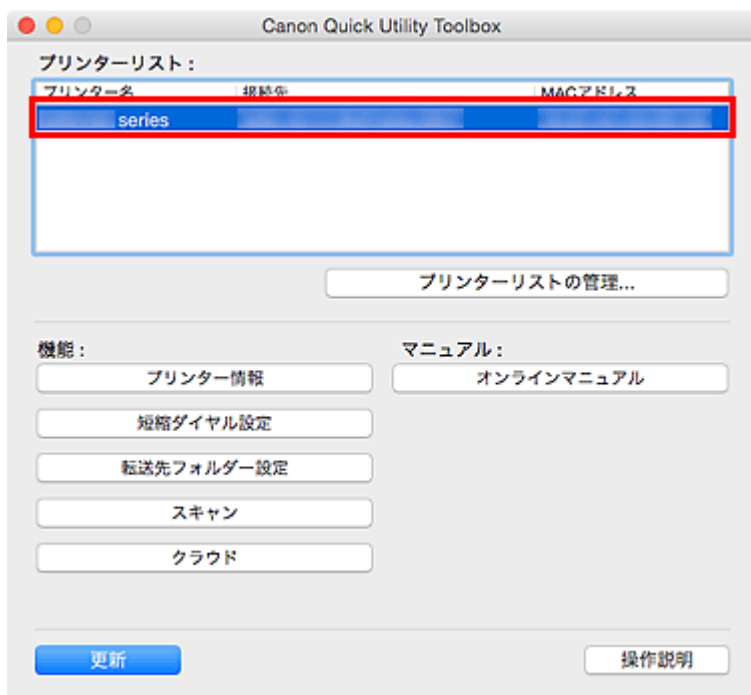 Canon Quick Utility Toolbox
プリンターリスト：
プリンター名 接続先 MACアドレス
series
プリンターリストの管理...
機能： マニュアル：
プリンター情報 オンラインマニュアル
短縮ダイヤル設定
転送先フォルダー設定
スキャン
クラウド
更新 操作説明